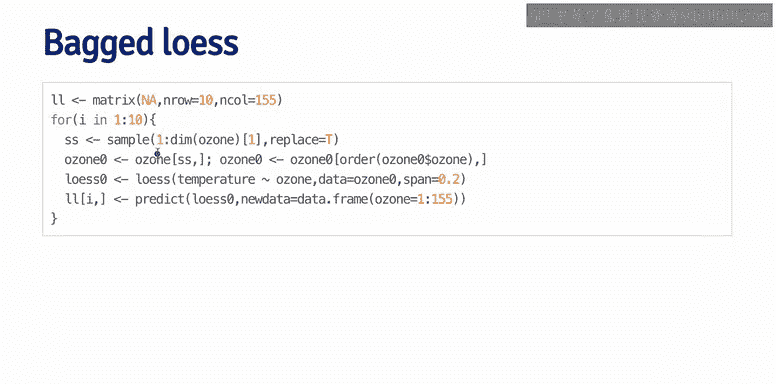 Bagged loess
ll <- matrix(NA,nrow=10,ncol=155)
for(i in 1:10){
  ss <- sample(1:dim(ozone)[1],replace=T)
  ozone0 <- ozone[ss,]; ozone0 <- ozone0[order(ozone0$ozone),]
  loess0 <- loess(temperature ~ ozone,data=ozone0,span=0.2)
  ll[i,] <- predict(loess0,newdata=data.frame(ozone=1:155))
}